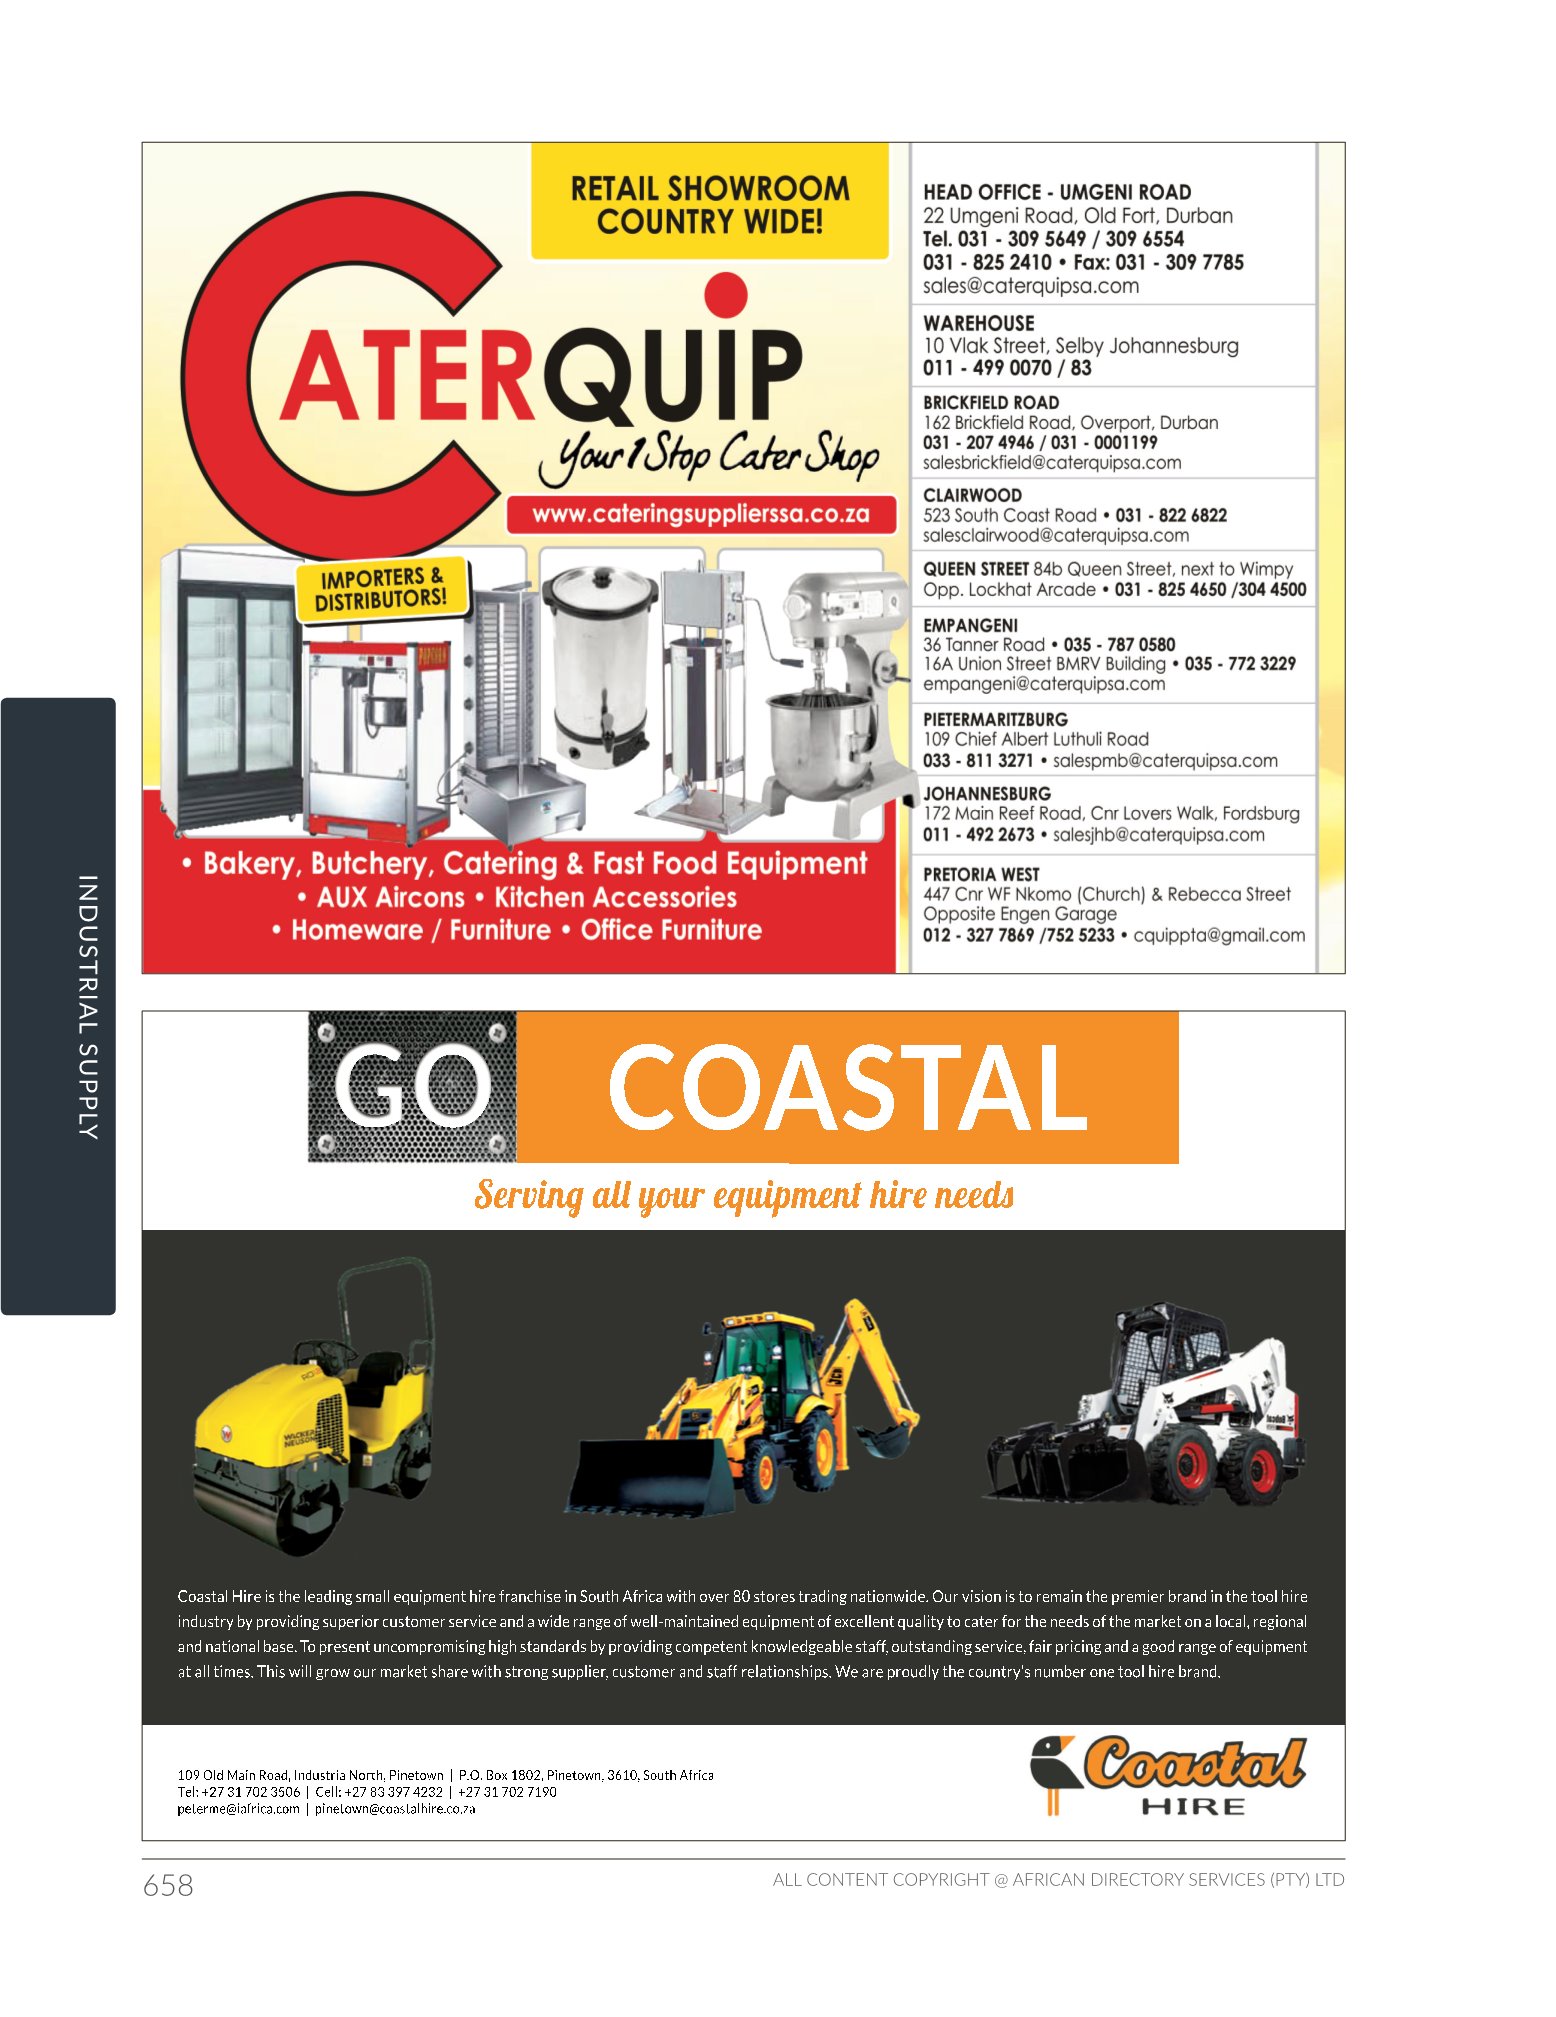 RETAIL SHOWROOM
COUNTRY WIDE!
CATERQUIP
Your 1 Stop Cater Shop
www.cateringsupplierssa.co.za
IMPORTERS &
DISTRIBUTORS!
POPCORN
• Bakery, Butchery, Catering & Fast Food Equipment
• AUX Aircons • Kitchen Accessories
• Homeware / Furniture • Office Furniture
HEAD OFFICE - UMGENI ROAD
22 Umgeni Road, Old Fort, Durban
Tel. 031 - 309 5649 / 309 6554
031 - 825 2410 • Fax: 031 - 309 7785
sales@caterquipsa.com
WAREHOUSE
10 Vlak Street, Selby Johannesburg
011 - 499 0070 / 83
BRICKFIELD ROAD
162 Brickfield Road, Overport, Durban
031 - 207 4946 / 031 - 0001199
salesbrickfield@caterquipsa.com
CLAIRWOOD
523 South Coast Road • 031 - 822 6822
salesclairwood@caterquipsa.com
QUEEN STREET 84b Queen Street, next to Wimpy
Opp. Lockhat Arcade • 031 - 825 4650 /304 4500
EMPANGENI
36 Tanner Road • 035 - 787 0580
16A Union Street BMRV Building • 035 - 772 3229
empangeni@caterquipsa.com
PIETERMARITZBURG
109 Chief Albert Luthuli Road
033 - 811 3271 • salespmb@caterquipsa.com
JOHANNESBURG
172 Main Reef Road, Cnr Lovers Walk, Fordsburg
011 - 492 2673 • salesjhb@caterquipsa.com
PRETORIA WEST
447 Cnr WF Nkomo (Church) & Rebecca Street
Opposite Engen Garage
012 - 327 7869 /752 5233 • cquippta@gmail.com
INDUSTRIAL SUPPLY
GO COASTAL
Serving all your equipment hire needs
WACKER
NEUSON
Bobcat
Coastal Hire is the leading small equipment hire franchise in South Africa with over 80 stores trading nationwide. Our vision is to remain the premier brand in the tool hire
industry by providing superior customer service and a wide range of well-maintained equipment of excellent quality to cater for the needs of the market on a local, regional
and national base. To present uncompromising high standards by providing competent knowledgeable staff, outstanding service, fair pricing and a good range of equipment
at all times. This will grow our market share with strong supplier, customer and staff relationships. We are proudly the country's number one tool hire brand.
109 Old Main Road, Industria North, Pinetown | P.O. Box 1802, Pinetown, 3610, South Africa
Tel: +27 31 702 3506 | Cell: +27 83 397 4232 | +27 31 702 7190
peterme@iafrica.com | pinetown@coastalhire.co.za
Coastal
HIRE
658
ALL CONTENT COPYRIGHT @ AFRICAN DIRECTORY SERVICES (PTY) LTD